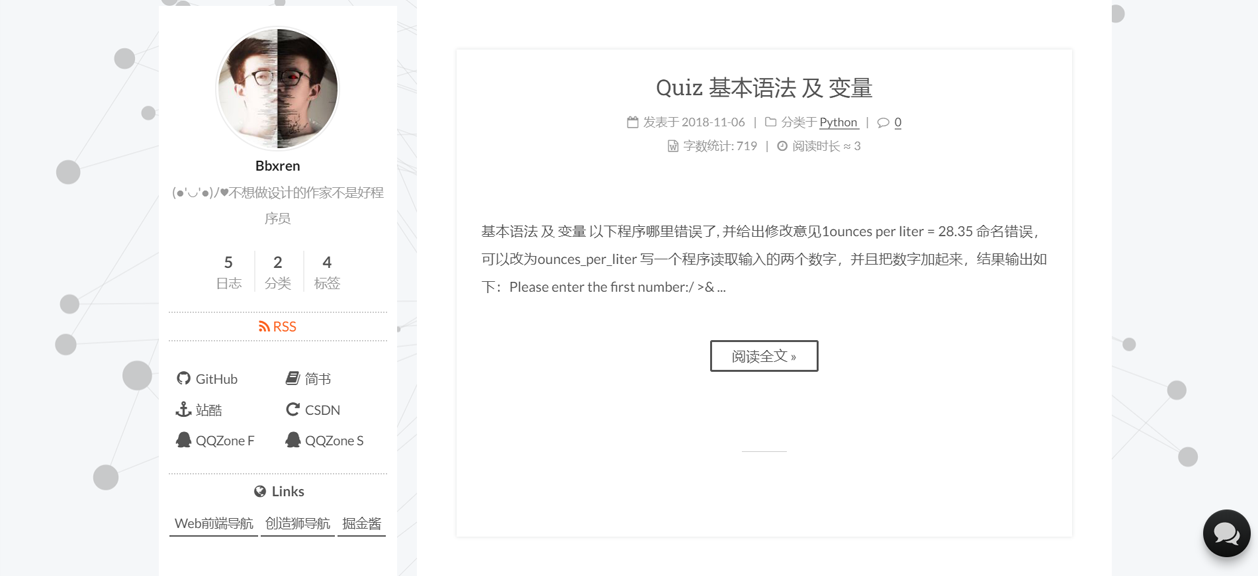 Bbxren
(●'◡'●)ﾉ♥不想做设计的作家不是好程
序员
5 2 4
日志 分类 标签
RSS
GitHub 简书
站酷 CSDN
QQZone F QQZone S
Links
Web前端导航 创造狮导航 掘金酱
Quiz 基本语法 及 变量
发表于 2018-11-06 | 分类于 Python | 0
字数统计: 719 | 阅读时长 ≈ 3
基本语法 及 变量 以下程序哪里错误了, 并给出修改意见1ounces per liter = 28.35 命名错误，
可以改为ounces_per_liter 写一个程序读取输入的两个数字，并且把数字加起来，结果输出如
下：Please enter the first number:/ >& ...
阅读全文 »